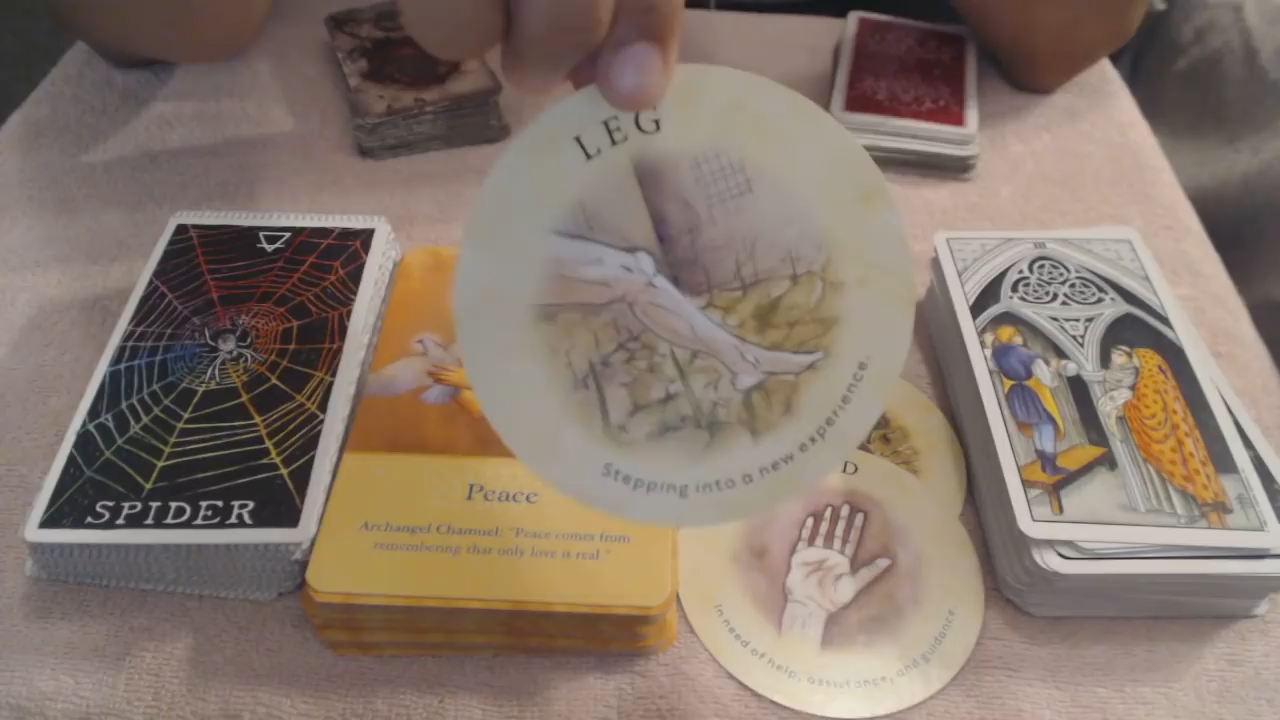 LEG
Stepping into a new experience.
SPIDER
Peace
Archangel Chamuel: "Peace comes from
remembering that only love is real."
D
In need of help, assistance, and guidance.
III